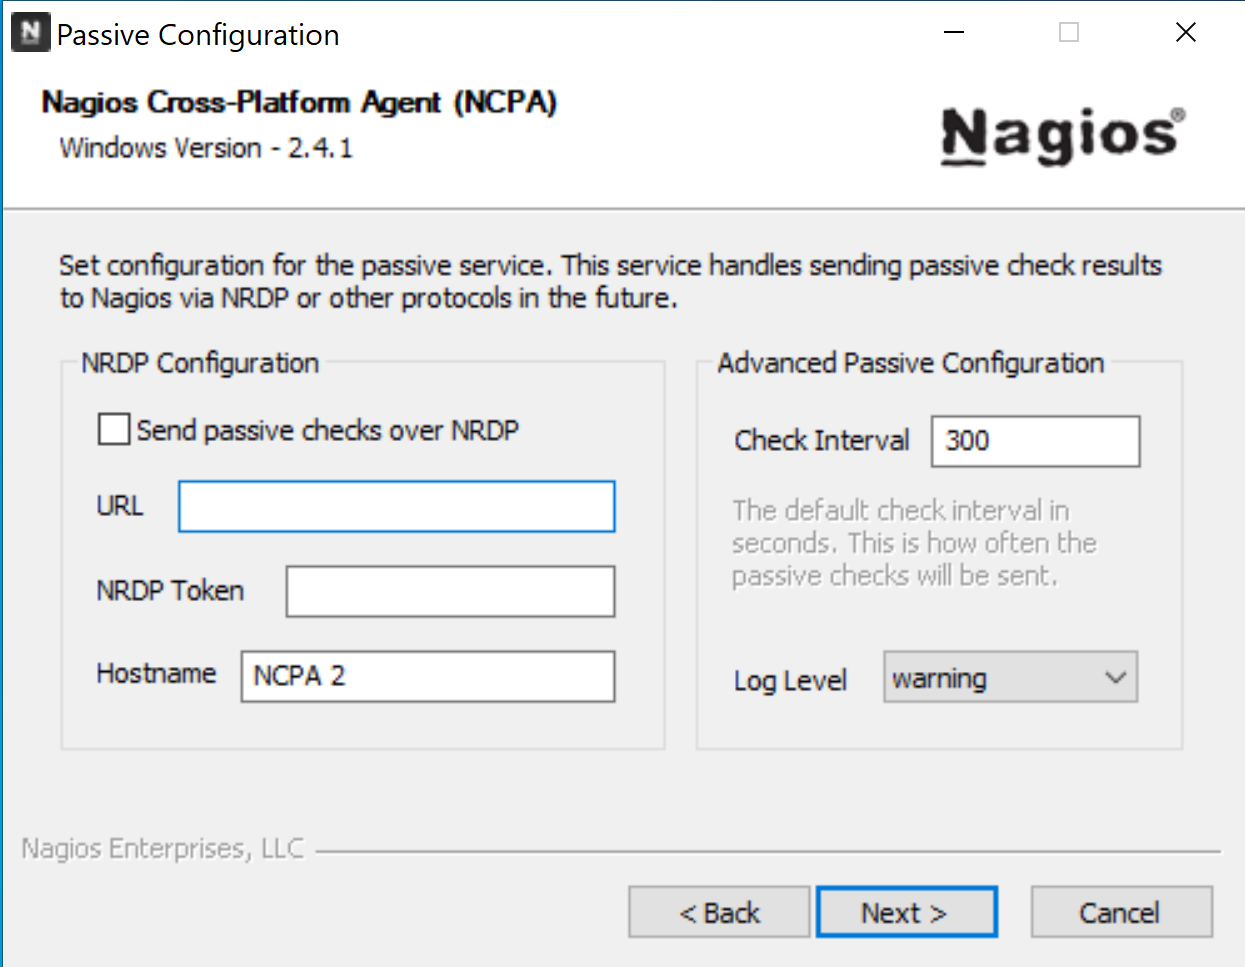 N Passive Configuration
Nagios Cross-Platform Agent (NCPA)
Windows Version - 2.4.1
Nagios®
Set configuration for the passive service. This service handles sending passive check results
to Nagios via NRDP or other protocols in the future.
NRDP Configuration
Send passive checks over NRDP
URL
NRDP Token
Hostname NCPA 2
Advanced Passive Configuration
Check Interval 300
The default check interval in
seconds. This is how often the
passive checks will be sent.
Log Level warning
Nagios Enterprises, LLC
< Back Next > Cancel